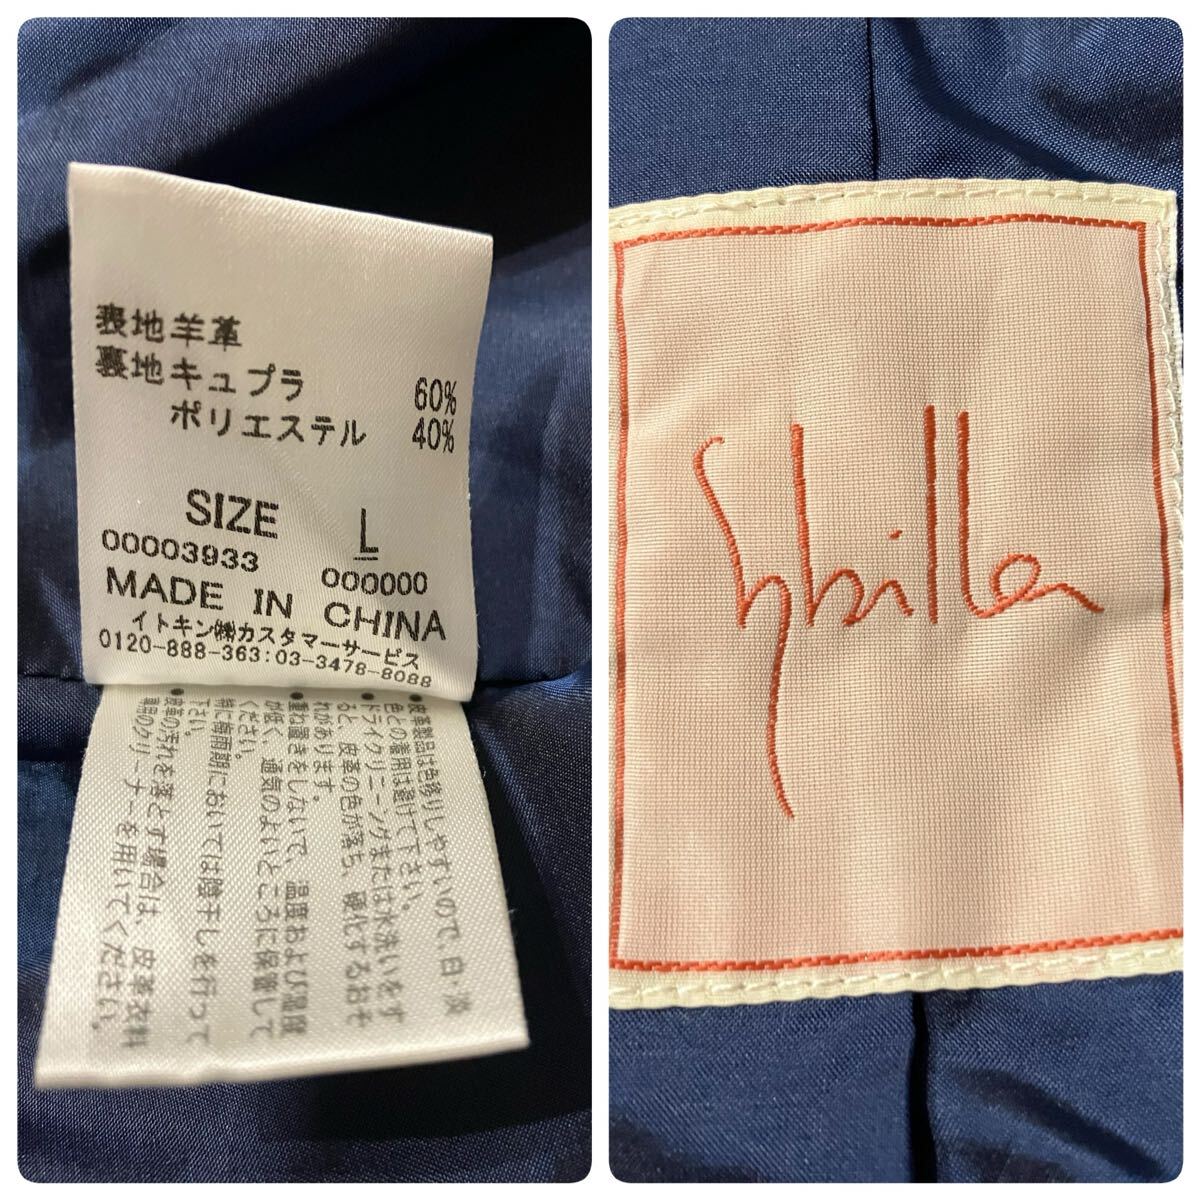 表地羊革
裏地キュプラ 60%
ポリエステル 40%
SIZE L
00003933 000000
MADE IN CHINA
イトキン㈱カスタマーサービス
0120-888-363:03-3478-8088
●皮革製品は色移りしやすいので、白・淡
色との着用は避けて下さい。
●ドライクリーニングまたは水洗いをす
ると、皮革の色が落ち、硬化するおそ
れがあります。
●重ね置きをしないで、温度および湿度
が低く、通気のよいところに保管して
ください。
特に梅雨期においては陰干しを行って
下さい。
●皮革の汚れを落とす場合は、皮革衣料
専用のクリーナーを用いてください。
Sybilla